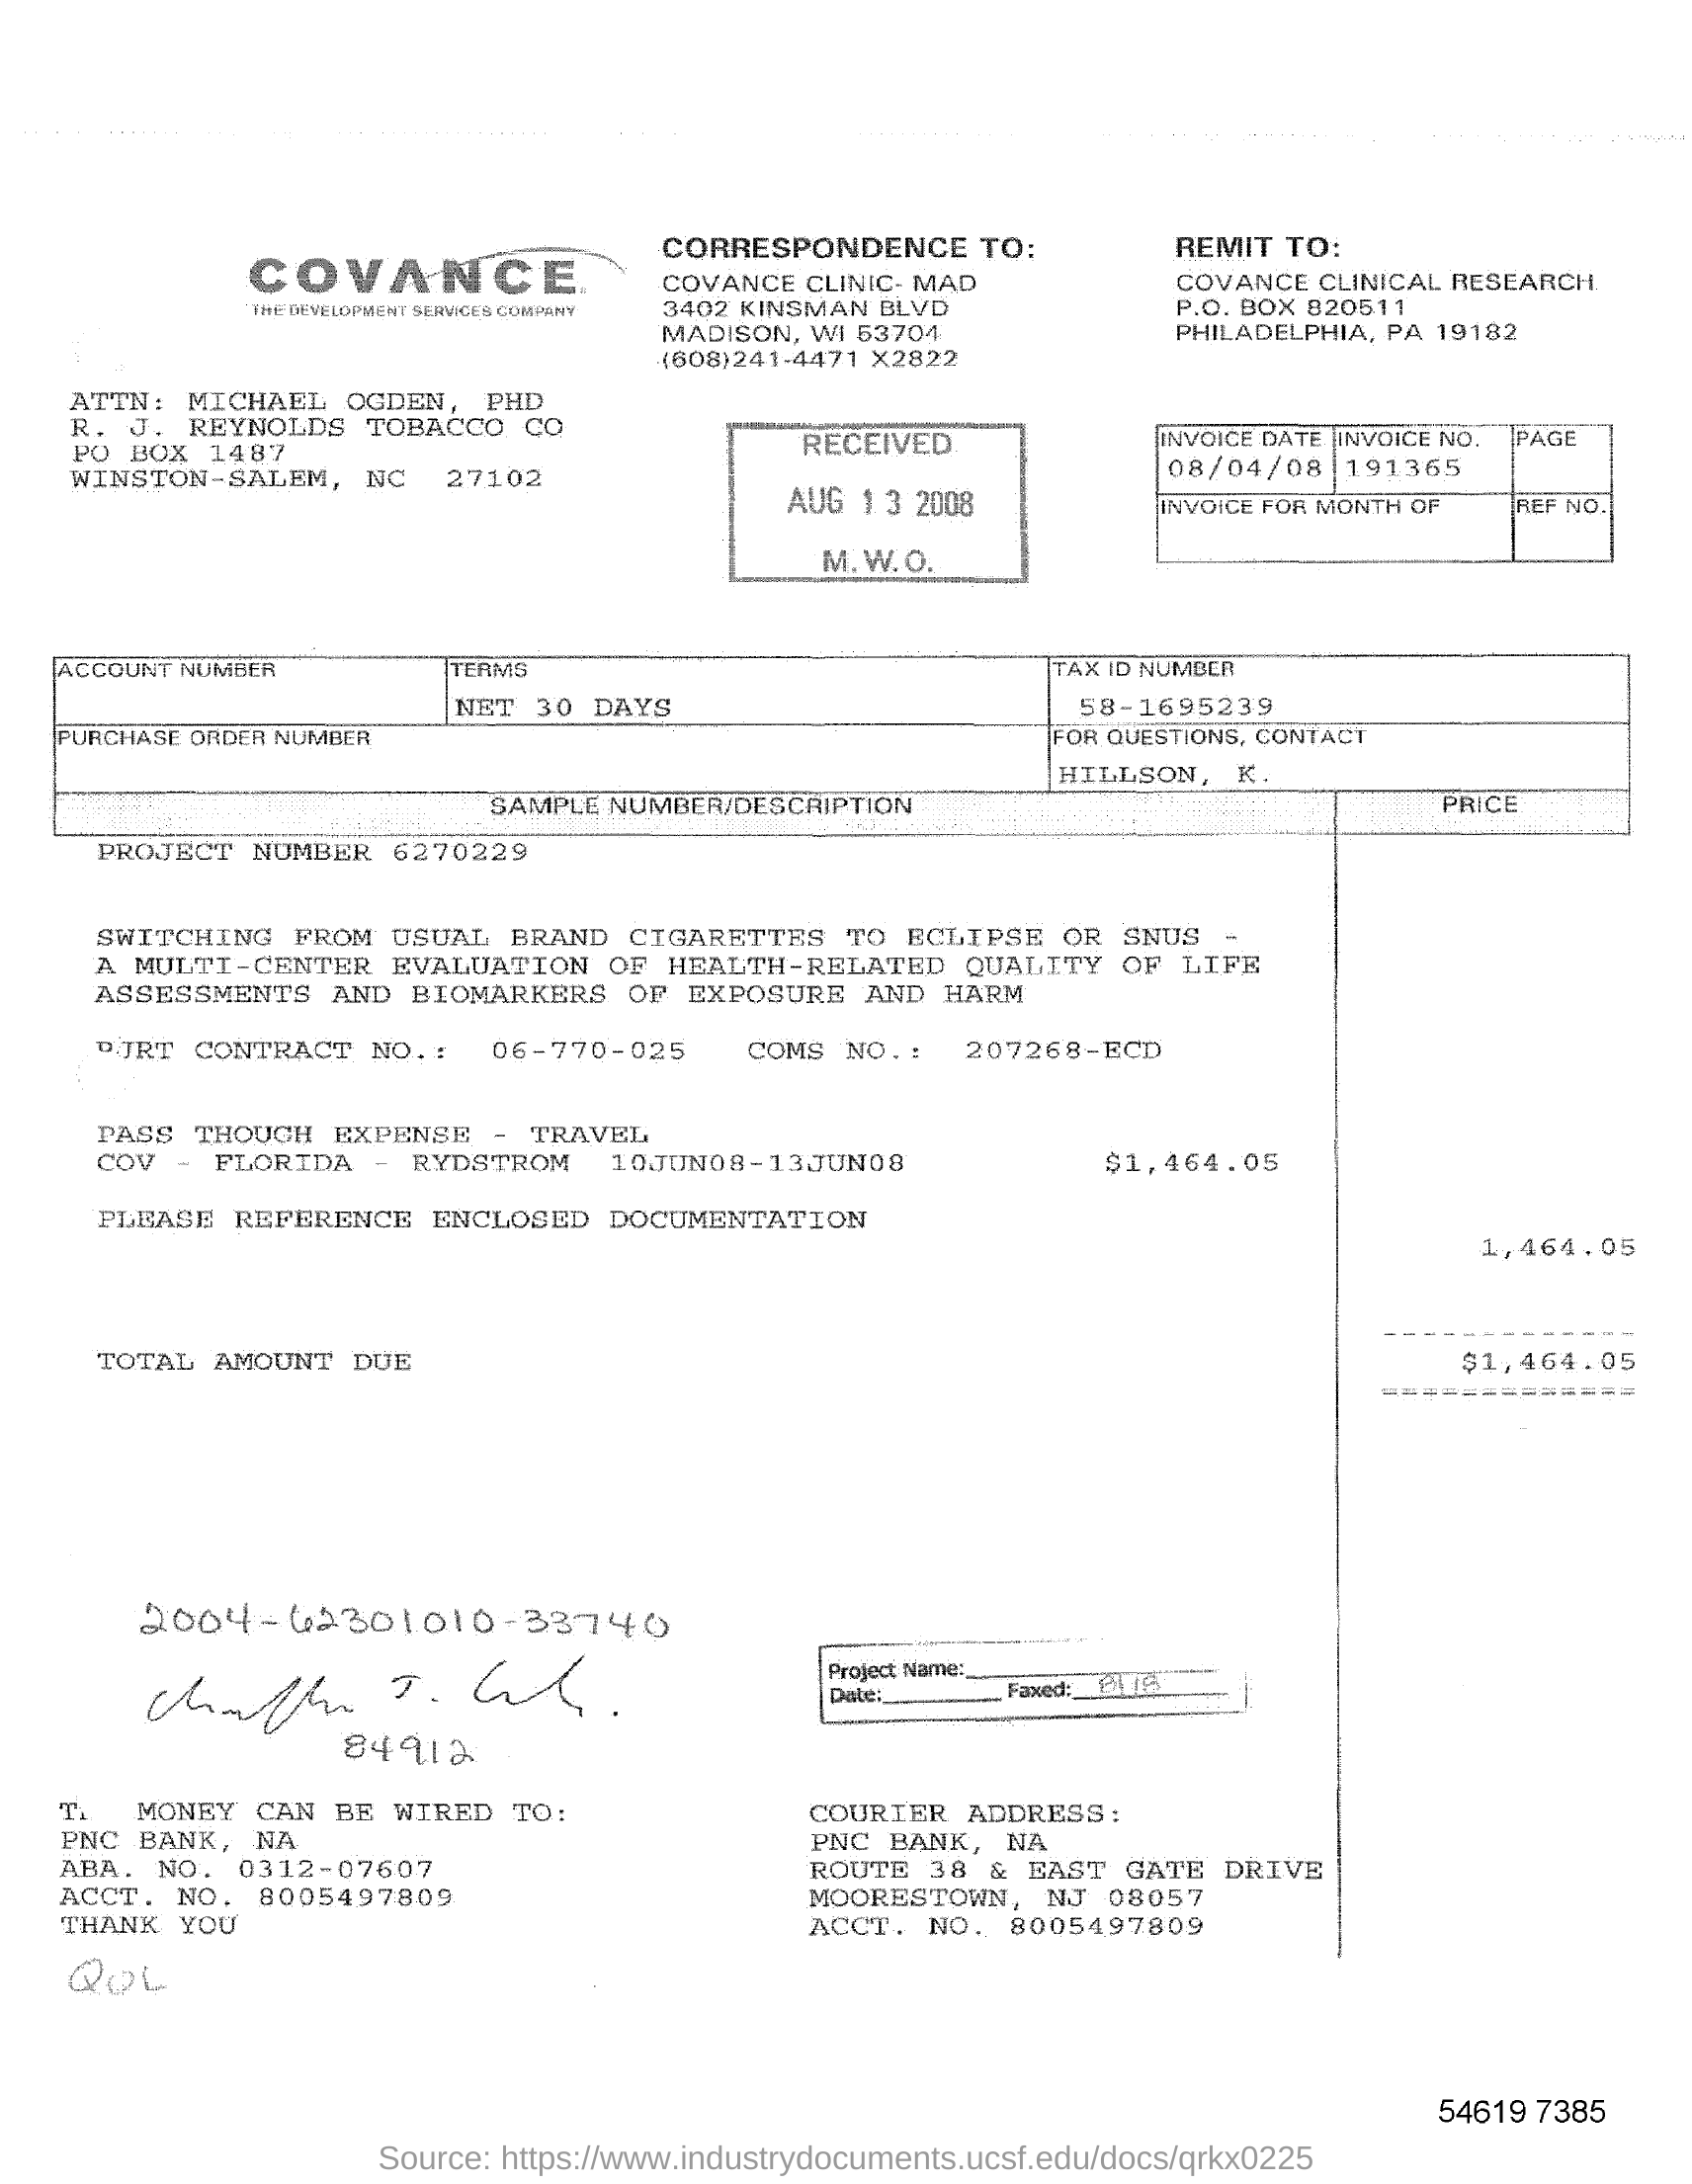 COVANCE
THE DEVELOPMENT SERVICES COMPANY
CORRESPONDENCE TO:
COVANCE CLINIC- MAD
3402 KINSMAN BLVD
MADISON, WI 53704
(608)241-4471 X2822
REMIT TO:
COVANCE CLINICAL RESEARCH
P.O. BOX 820511
PHILADELPHIA, PA 19182
ATTN: MICHAEL OGDEN, PHD
R. J. REYNOLDS TOBACCO CO
PO BOX 1487
WINSTON-SALEM, NC 27102
RECEIVED
AUG 13 2008
M.W.O.
INVOICE DATE INVOICE NO. PAGE
08/04/08 191365
INVOICE FOR MONTH OF REF NO.
ACCOUNT NUMBER TERMS TAX ID NUMBER
NET 30 DAYS 58-1695239
PURCHASE ORDER NUMBER FOR QUESTIONS, CONTACT
HILLSON, K.
SAMPLE NUMBER/DESCRIPTION PRICE
PROJECT NUMBER 6270229
SWITCHING FROM USUAL BRAND CIGARETTES TO ECLIPSE OR SNUS -
A MULTI-CENTER EVALUATION OF HEALTH-RELATED QUALITY OF LIFE
ASSESSMENTS AND BIOMARKERS OF EXPOSURE AND HARM
RJRT CONTRACT NO.: 06-770-025 COMS NO.: 207268-ECD
PASS THOUGH EXPENSE - TRAVEL
COV - FLORIDA - RYDSTROM 10JUN08-13JUN08 $1,464.05
PLEASE REFERENCE ENCLOSED DOCUMENTATION
1,464.05
TOTAL AMOUNT DUE $1,464.05
2004-62301010-33740
84912
Project Name:
Date: Faxed:
MONEY CAN BE WIRED TO:
PNC BANK, NA
ABA. NO. 0312-07607
ACCT. NO. 8005497809
THANK YOU
COURIER ADDRESS:
PNC BANK, NA
ROUTE 38 & EAST GATE DRIVE
MOORESTOWN, NJ 08057
ACCT. NO. 8005497809
QOL
54619 7385
Source: https://www.industrydocuments.ucsf.edu/docs/qrkx0225